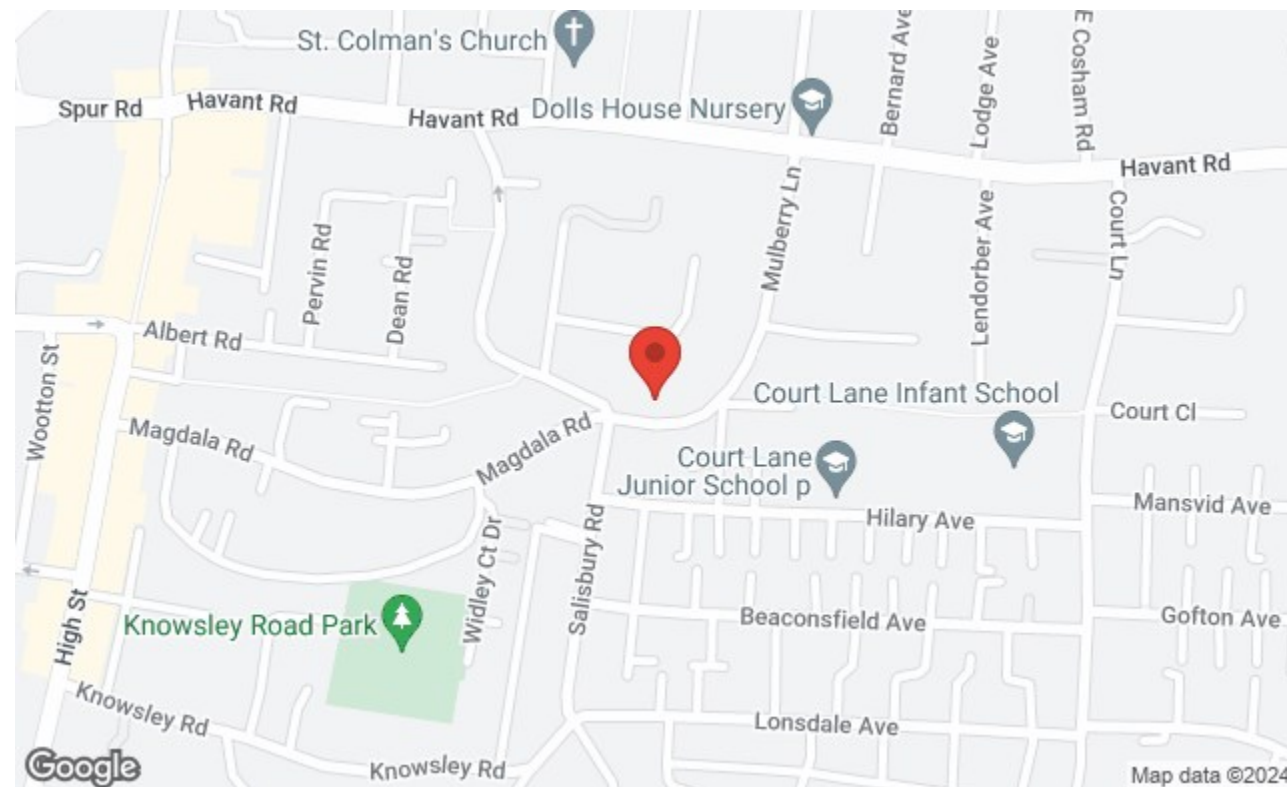 St. Colman's Church
Spur Rd
Havant Rd
Havant Rd
Dolls House Nursery
Bernard Ave
Lodge Ave
E Cosham Rd
Havant Rd
Mulberry Ln
Court Ln
Pervin Rd
Dean Rd
Lendorber Ave
Albert Rd
Wootton St
Court Lane Infant School
Court Cl
Magdala Rd
Magdala Rd
Court Lane
Junior School p
Mansvid Ave
Hilary Ave
Salisbury Rd
Widley Ct Dr
High St
Knowsley Road Park
Beaconsfield Ave
Gofton Ave
Knowsley Rd
Lonsdale Ave
Knowsley Rd
Google
Map data ©2024